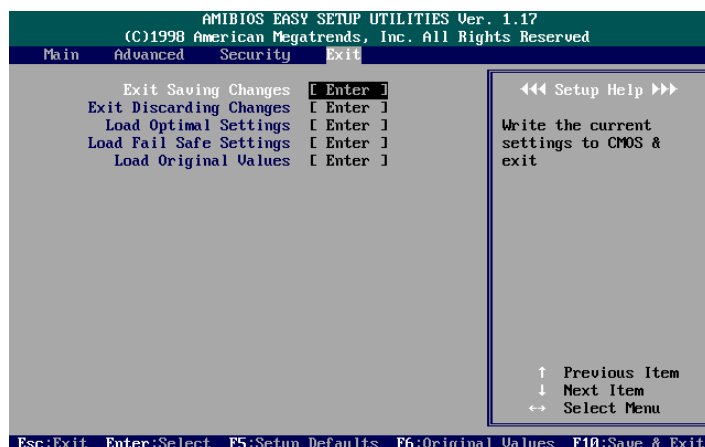 AMIBIOS EASY SETUP UTILITIES Ver. 1.17
(C)1998 American Megatrends, Inc. All Rights Reserved
Main Advanced Security Exit
Exit Saving Changes [ Enter ]
Exit Discarding Changes [ Enter ]
Load Optimal Settings [ Enter ]
Load Fail Safe Settings [ Enter ]
Load Original Values [ Enter ]
Setup Help
Write the current
settings to CMOS &
exit
↑ Previous Item
↓ Next Item
↔ Select Menu
Esc:Exit Enter:Select F5:Setup Defaults F6:Original Values F10:Save & Exit